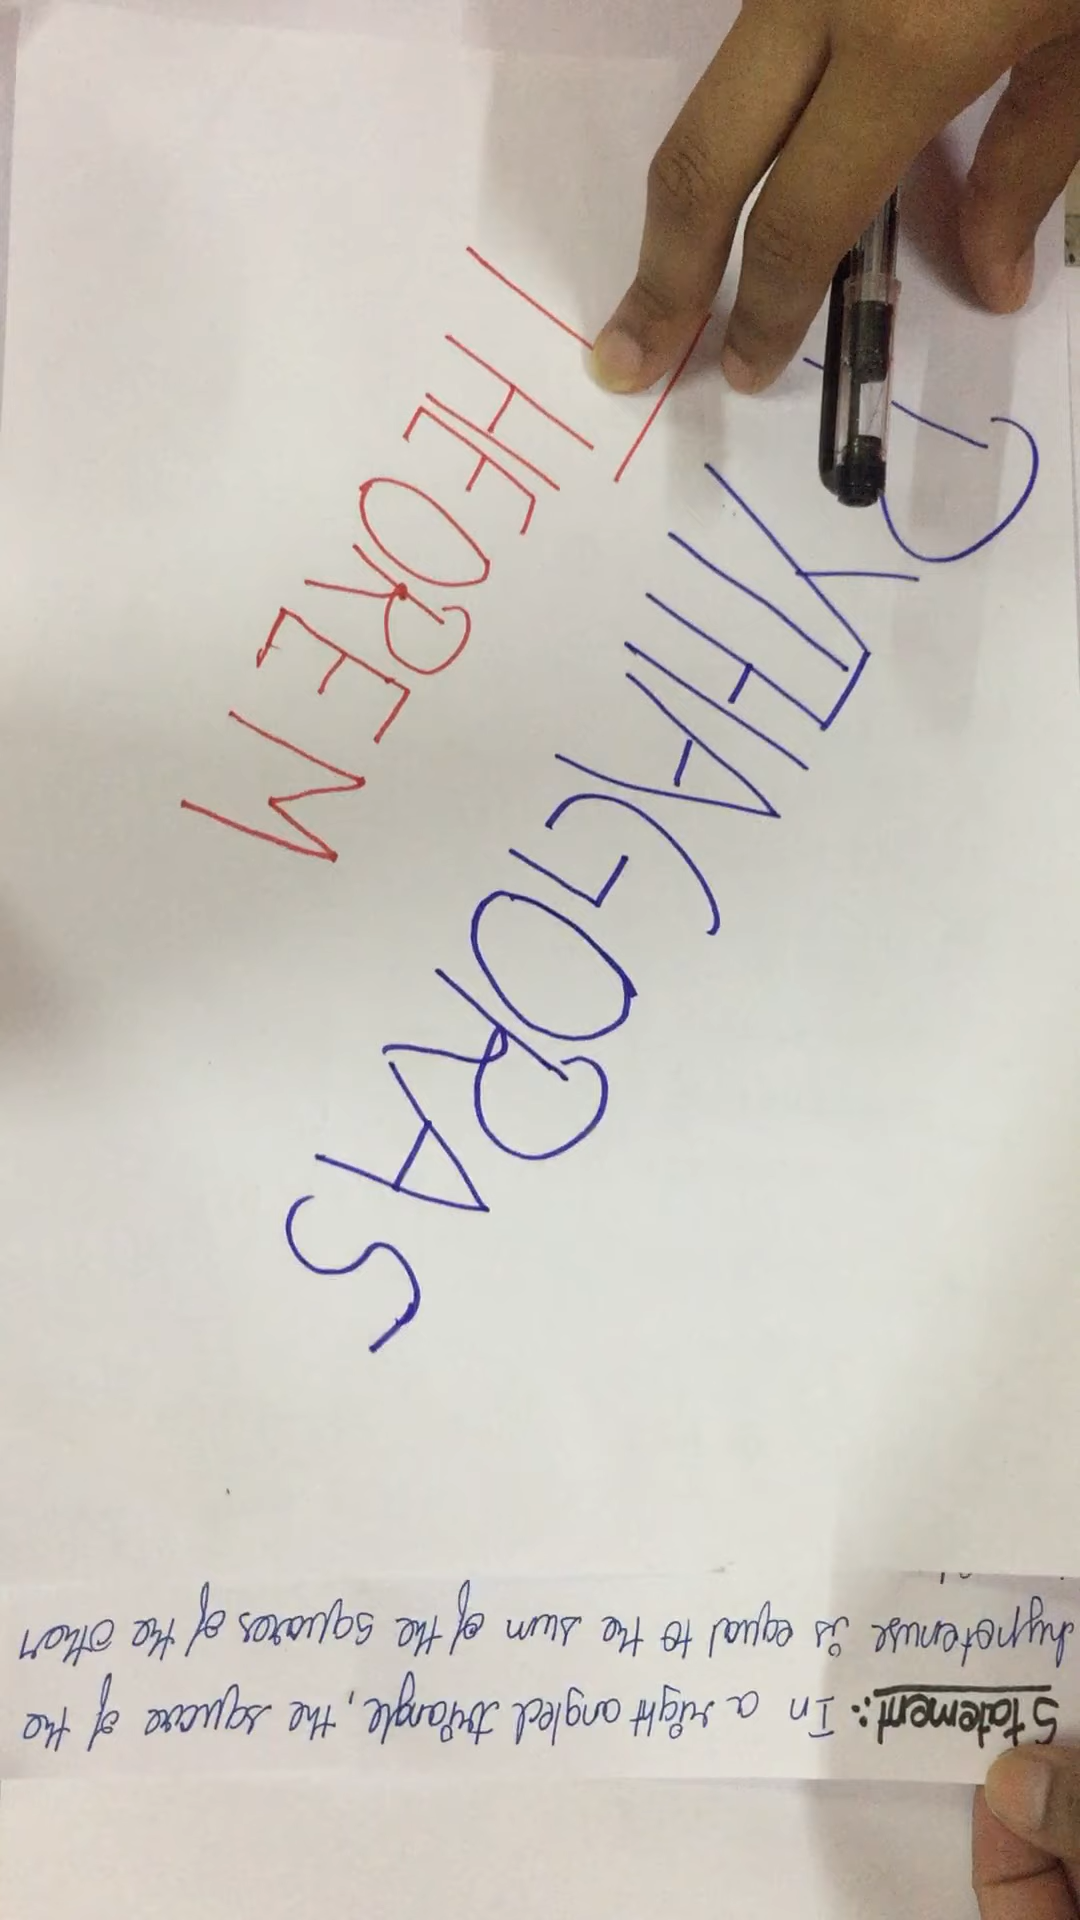 PYTHAGORAS
THEOREM
Statement:- In a right angled triangle, the square of the
hypotenuse is equal to the sum of the squares of the other